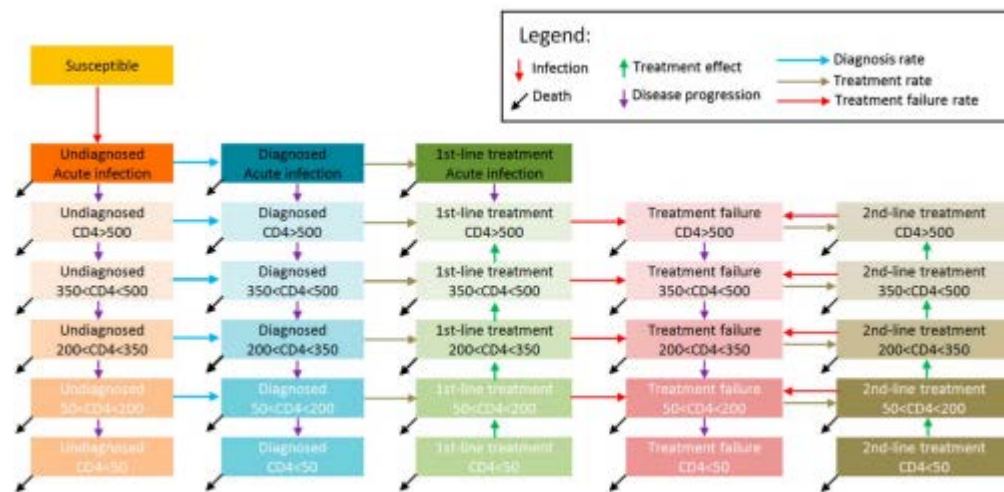 Legend:
Infection
Treatment effect
Diagnosis rate
Death
Disease progression
Treatment rate
Treatment failure rate
Susceptible
Undiagnosed
Acute infection
Diagnosed
Acute infection
1st-line treatment
Acute infection
Undiagnosed
CD4>500
Diagnosed
CD4>500
1st-line treatment
CD4>500
Treatment failure
CD4>500
2nd-line treatment
CD4>500
Undiagnosed
350<CD4<500
Diagnosed
350<CD4<500
1st-line treatment
350<CD4<500
Treatment failure
350<CD4<500
2nd-line treatment
350<CD4<500
Undiagnosed
200<CD4<350
Diagnosed
200<CD4<350
1st-line treatment
200<CD4<350
Treatment failure
200<CD4<350
2nd-line treatment
200<CD4<350
Undiagnosed
50<CD4<200
Diagnosed
50<CD4<200
1st-line treatment
50<CD4<200
Treatment failure
50<CD4<200
2nd-line treatment
50<CD4<200
Undiagnosed
CD4<50
Diagnosed
CD4<50
1st-line treatment
CD4<50
Treatment failure
CD4<50
2nd-line treatment
CD4<50